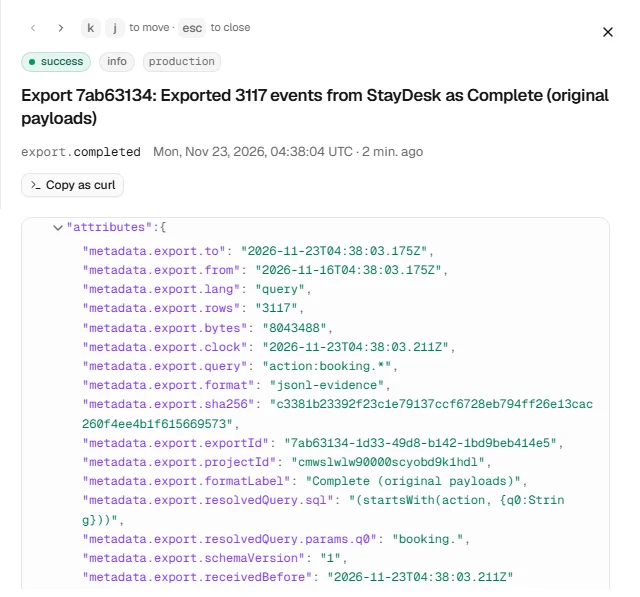 k j to move · esc to close
success info production
Export 7ab63134: Exported 3117 events from StayDesk as Complete (original
payloads)
export.completed Mon, Nov 23, 2026, 04:38:04 UTC · 2 min. ago
>_ Copy as curl
"attributes":{
"metadata.export.to": "2026-11-23T04:38:03.175Z",
"metadata.export.from": "2026-11-16T04:38:03.175Z",
"metadata.export.lang": "query",
"metadata.export.rows": "3117",
"metadata.export.bytes": "8043488",
"metadata.export.clock": "2026-11-23T04:38:03.211Z",
"metadata.export.query": "action:booking.*",
"metadata.export.format": "jsonl-evidence",
"metadata.export.sha256": "c3381b23392f23c1e79137ccf6728eb794ff26e13cac
260f4ee4b1f615669573",
"metadata.export.exportId": "7ab63134-1d33-49d8-b142-1bd9beb414e5",
"metadata.export.projectId": "cmwslwlw90000scyobd9k1hdl",
"metadata.export.formatLabel": "Complete (original payloads)",
"metadata.export.resolvedQuery.sql": "(startsWith(action, {q0:Strin
g}))",
"metadata.export.resolvedQuery.params.q0": "booking.",
"metadata.export.schemaVersion": "1",
"metadata.export.receivedBefore": "2026-11-23T04:38:03.211Z"